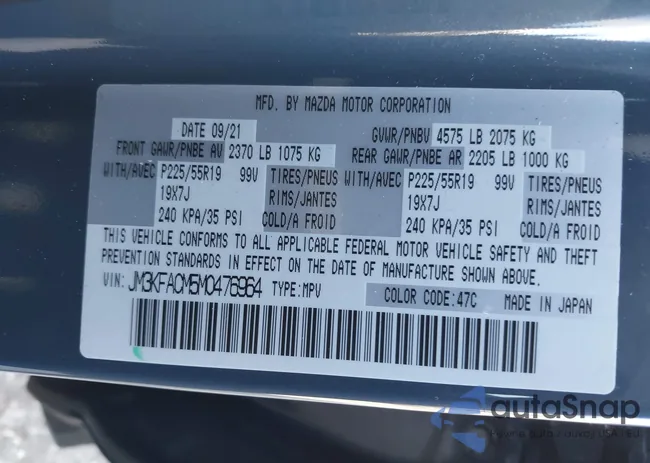 MFD. BY MAZDA MOTOR CORPORATION
DATE 09/21 GVWR/PNBV 4575 LB 2075 KG
FRONT GAWR/PNBE AV 2370 LB 1075 KG REAR GAWR/PNBE AR 2205 LB 1000 KG
WITH/AVEC P225/55R19 99V TIRES/PNEUS WITH/AVEC P225/55R19 99V TIRES/PNEUS
19X7J RIMS/JANTES 19X7J RIMS/JANTES
240 KPA/35 PSI COLD/A FROID 240 KPA/35 PSI COLD/A FROID
THIS VEHICLE CONFORMS TO ALL APPLICABLE FEDERAL MOTOR VEHICLE SAFETY AND THEFT
PREVENTION STANDARDS IN EFFECT ON THE DATE OF MANUFACTURE SHOWN ABOVE.
VIN: JM3KFACM5M0476964 TYPE: MPV COLOR CODE: 47C MADE IN JAPAN
autoSnap